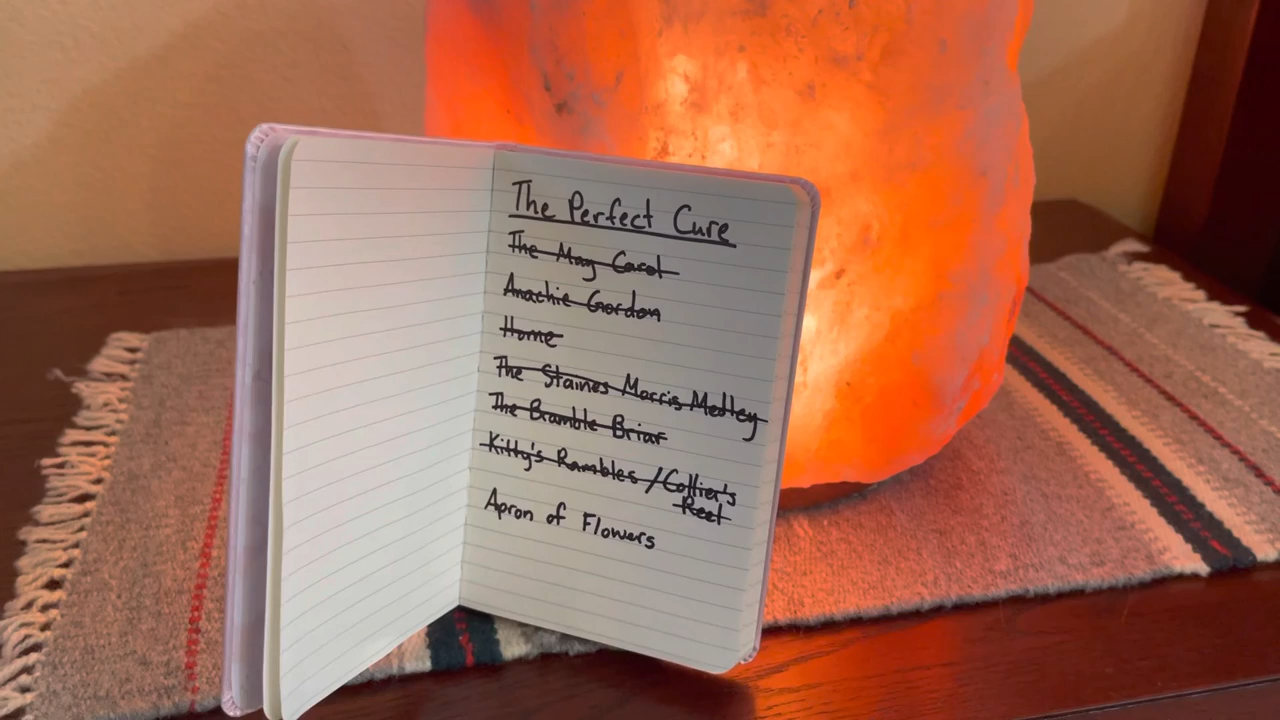 The Perfect Cure
The May Carol
Anachie Gordon
Home
The Staines Morris Medley
The Bramble Briar
Kitty's Rambles / Collier's
Reel
Apron of Flowers